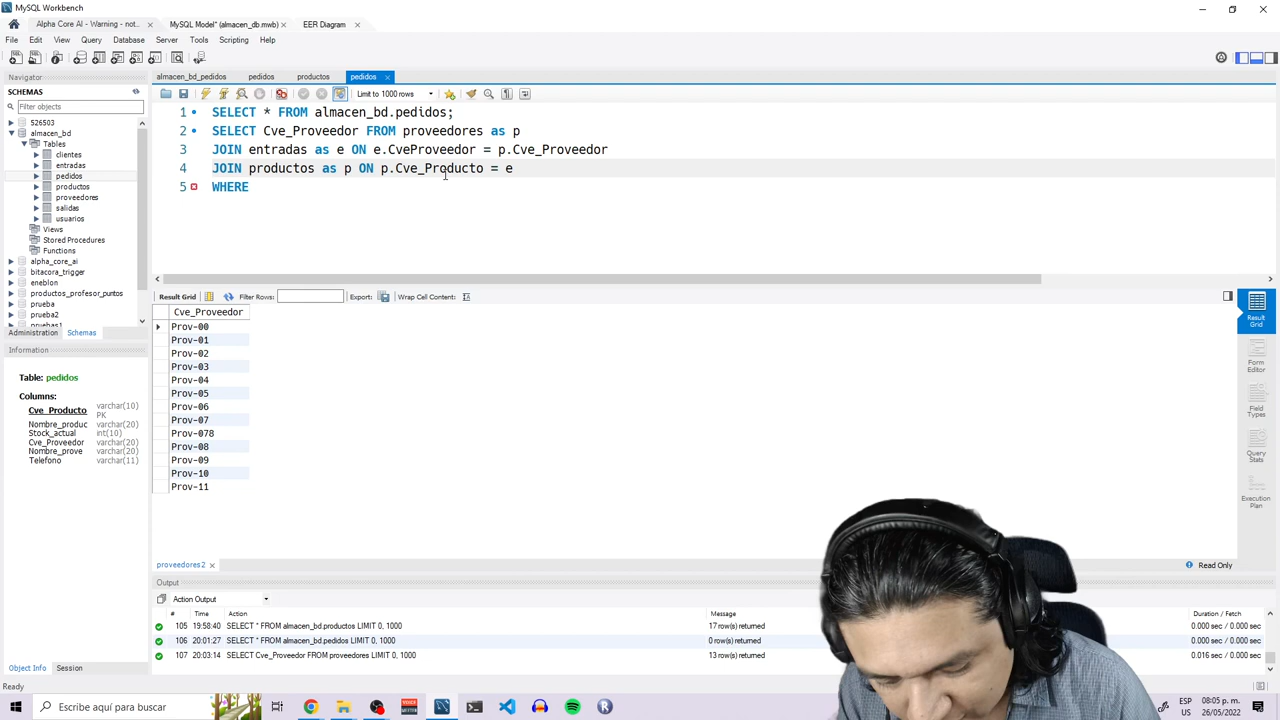 MySQL Workbench
Alpha Core AI - Warning - not...
MySQL Model* (almacen_db.mwb)
EER Diagram
File Edit View Query Database Server Tools Scripting Help
Navigator
SCHEMAS
Filter objects
526503
almacen_bd
Tables
clientes
entradas
pedidos
productos
proveedores
salidas
usuarios
Views
Stored Procedures
Functions
alpha_core_ai
bitacora_trigger
eneblon
productos_profesor_puntos
prueba
prueba2
pruebas1
Administration Schemas
Information
Table: pedidos
Columns:
Cve_Producto varchar(10) PK
Nombre_produc varchar(20)
Stock_actual int(10)
Cve_Proveedor varchar(20)
Nombre_prove varchar(20)
Telefono varchar(11)
Object Info Session
Ready
almacen_bd_pedidos pedidos productos pedidos
Limit to 1000 rows
1 SELECT * FROM almacen_bd.pedidos;
2 SELECT Cve_Proveedor FROM proveedores as p
3 JOIN entradas as e ON e.CveProveedor = p.Cve_Proveedor
4 JOIN productos as p ON p.Cve_Producto = e
5 WHERE
Result Grid Filter Rows: Export: Wrap Cell Content:
Cve_Proveedor
Prov-00
Prov-01
Prov-02
Prov-03
Prov-04
Prov-05
Prov-06
Prov-07
Prov-078
Prov-08
Prov-09
Prov-10
Prov-11
Result Grid
Form Editor
Field Types
Query Stats
Execution Plan
proveedores2
Read Only
Output
Action Output
# Time Action Message Duration / Fetch
105 19:58:40 SELECT * FROM almacen_bd.productos LIMIT 0, 1000 17 row(s) returned 0.000 sec / 0.000 sec
106 20:01:27 SELECT * FROM almacen_bd.pedidos LIMIT 0, 1000 0 row(s) returned 0.000 sec / 0.000 sec
107 20:03:14 SELECT Cve_Proveedor FROM proveedores LIMIT 0, 1000 13 row(s) returned 0.016 sec / 0.000 sec
Escribe aquí para buscar
ESP
US
08:05 p. m.
26/05/2022